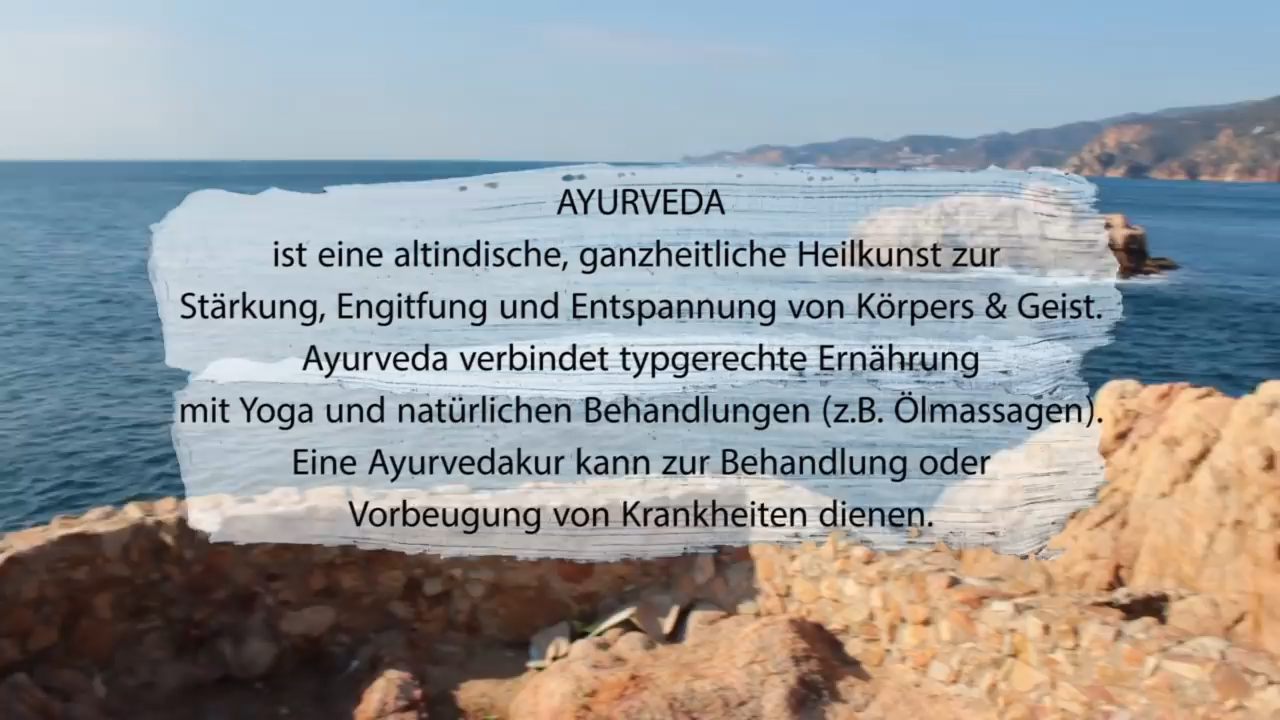 AYURVEDA
ist eine altindische, ganzheitliche Heilkunst zur
Stärkung, Engitfung und Entspannung von Körpers & Geist.
Ayurveda verbindet typgerechte Ernährung
mit Yoga und natürlichen Behandlungen (z.B. Ölmassagen).
Eine Ayurvedakur kann zur Behandlung oder
Vorbeugung von Krankheiten dienen.